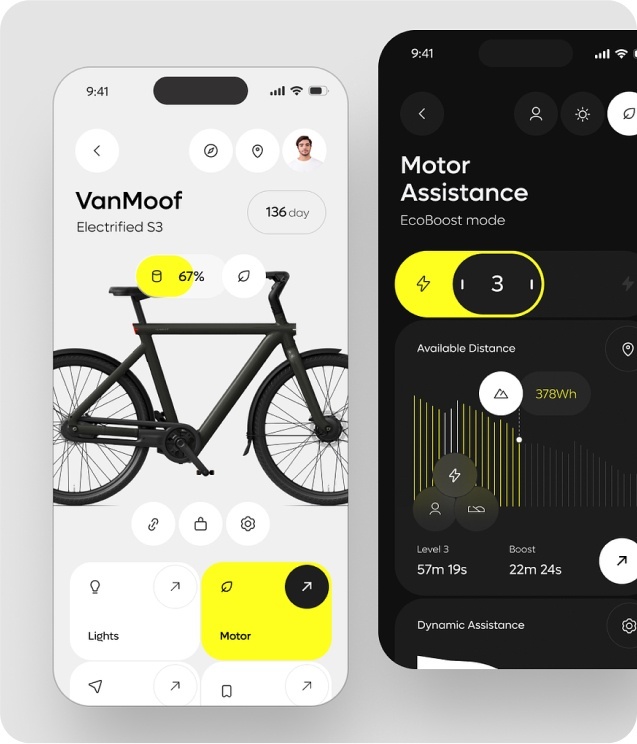 9:41
VanMoof
Electrified S3
136 day
67%
Lights
Motor
9:41
Motor
Assistance
EcoBoost mode
3
Available Distance
378Wh
Level 3
57m 19s
Boost
22m 24s
Dynamic Assistance